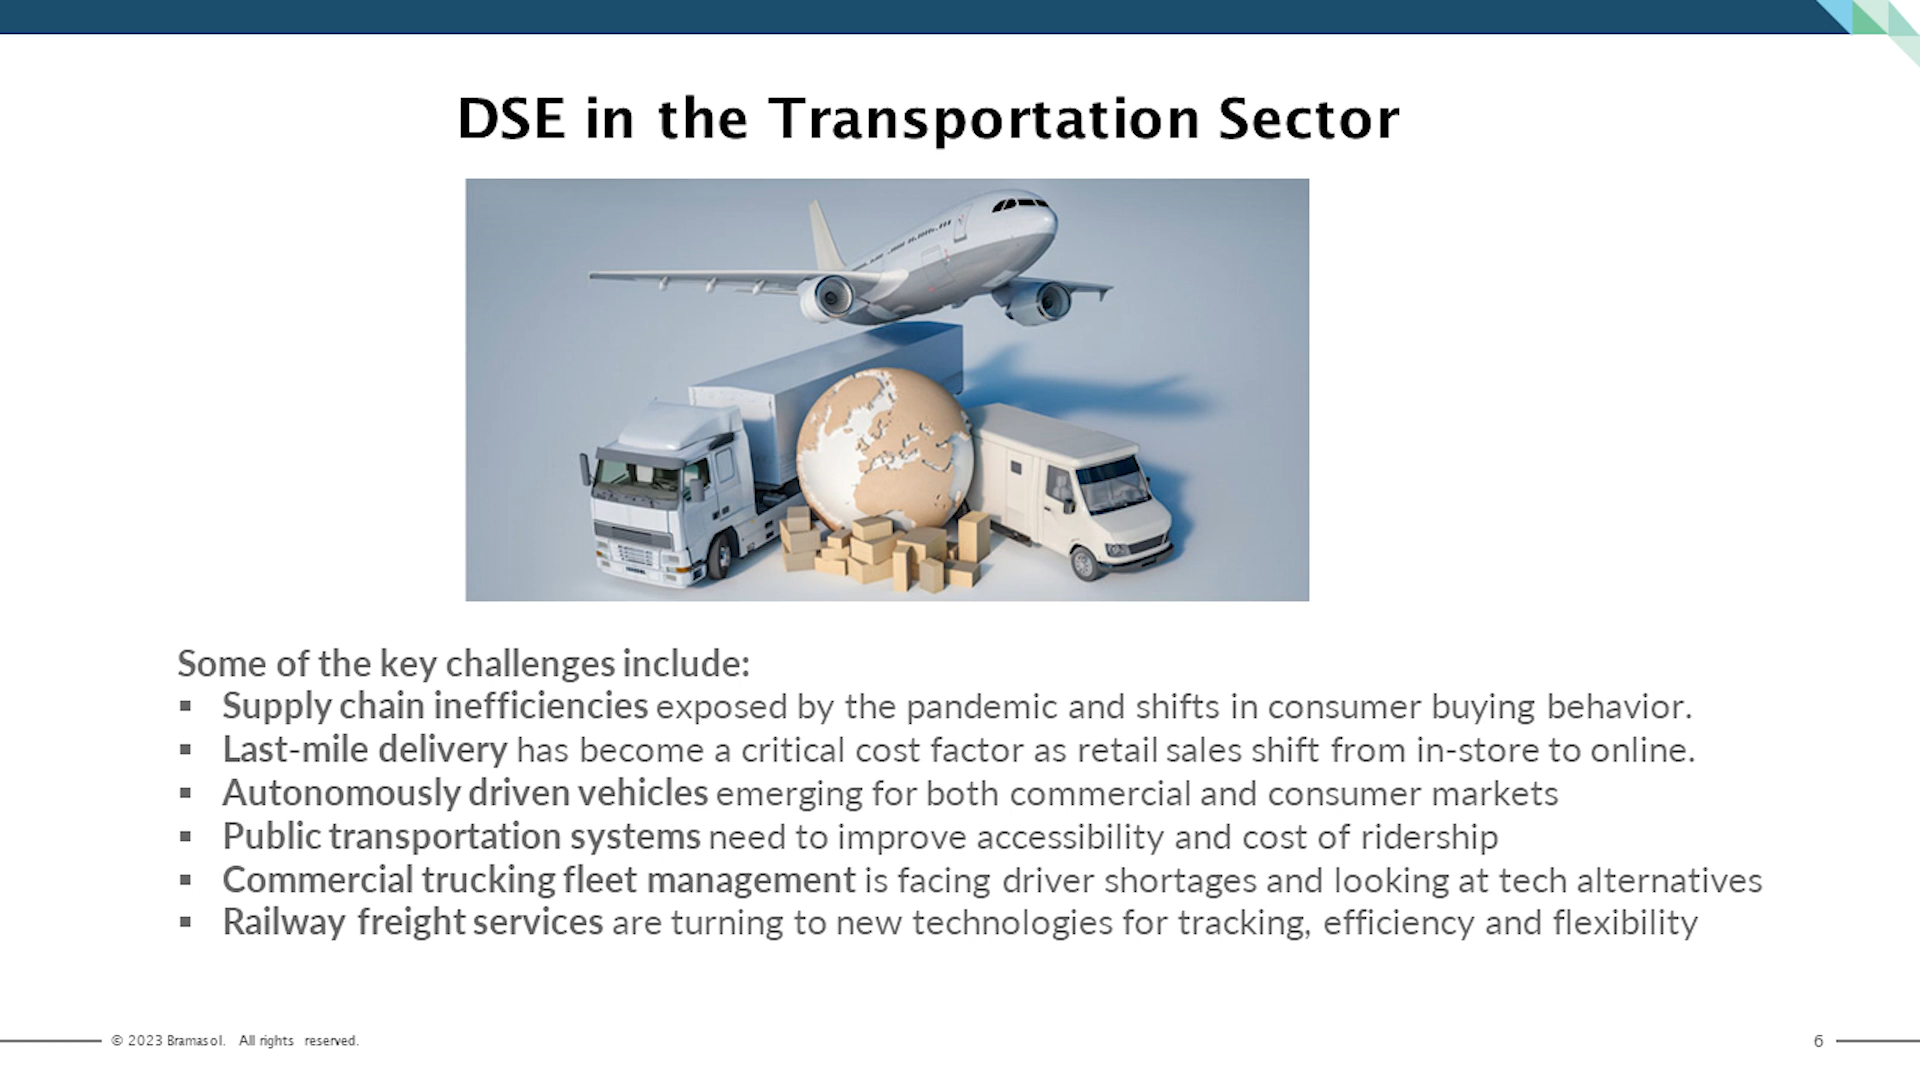 DSE in the Transportation Sector
Some of the key challenges include:
▪ Supply chain inefficiencies exposed by the pandemic and shifts in consumer buying behavior.
▪ Last-mile delivery has become a critical cost factor as retail sales shift from in-store to online.
▪ Autonomously driven vehicles emerging for both commercial and consumer markets
▪ Public transportation systems need to improve accessibility and cost of ridership
▪ Commercial trucking fleet management is facing driver shortages and looking at tech alternatives
▪ Railway freight services are turning to new technologies for tracking, efficiency and flexibility
© 2023 Bramasol. All rights reserved.
6